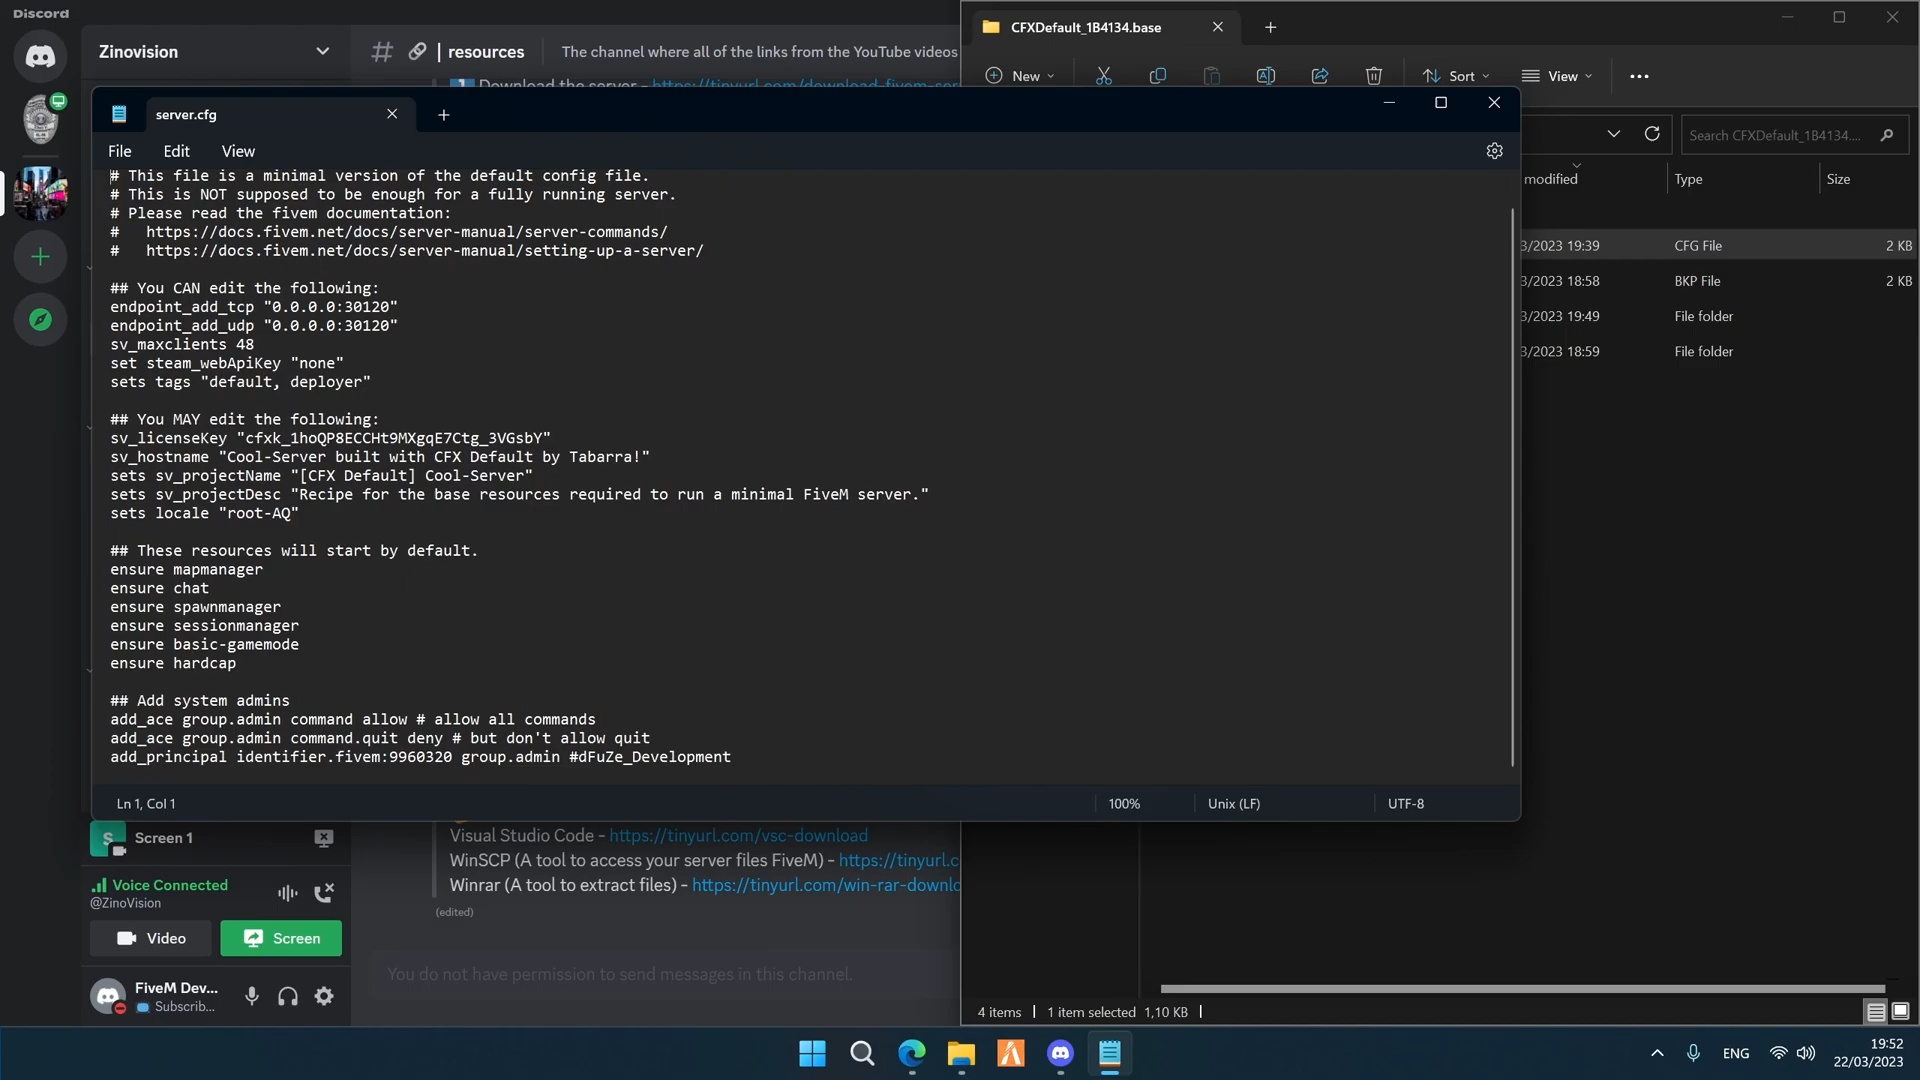 Discord
Zinovision
resources
The channel where all of the links from the YouTube videos
CFXDefault_1B4134.base
New
Sort
View
Search CFXDefault_1B4134....
modified
Type
Size
3/2023 19:39
CFG File
2 KB
3/2023 18:58
BKP File
2 KB
3/2023 19:49
File folder
3/2023 18:59
File folder
Download the server -
server.cfg
File
Edit
View
# This file is a minimal version of the default config file.
# This is NOT supposed to be enough for a fully running server.
# Please read the fivem documentation:
#   https://docs.fivem.net/docs/server-manual/server-commands/
#   https://docs.fivem.net/docs/server-manual/setting-up-a-server/
## You CAN edit the following:
endpoint_add_tcp "0.0.0.0:30120"
endpoint_add_udp "0.0.0.0:30120"
sv_maxclients 48
set steam_webApiKey "none"
sets tags "default, deployer"
## You MAY edit the following:
sv_licenseKey "cfxk_1hoQP8ECCHt9MXgqE7Ctg_3VGsbY"
sv_hostname "Cool-Server built with CFX Default by Tabarra!"
sets sv_projectName "[CFX Default] Cool-Server"
sets sv_projectDesc "Recipe for the base resources required to run a minimal FiveM server."
sets locale "root-AQ"
## These resources will start by default.
ensure mapmanager
ensure chat
ensure spawnmanager
ensure sessionmanager
ensure basic-gamemode
ensure hardcap
## Add system admins
add_ace group.admin command allow # allow all commands
add_ace group.admin command.quit deny # but don't allow quit
add_principal identifier.fivem:9960320 group.admin #dFuZe_Development
Ln 1, Col 1
100%
Unix (LF)
UTF-8
S
Screen 1
Voice Connected
@ZinoVision
Video
Screen
FiveM Dev...
Subscrib...
Visual Studio Code - https://tinyurl.com/vsc-download
WinSCP (A tool to access your server files FiveM) - https://tinyurl.c
Winrar (A tool to extract files) - https://tinyurl.com/win-rar-downlo
(edited)
You do not have permission to send messages in this channel.
4 items
1 item selected 1,10 KB
ENG
19:52
22/03/2023